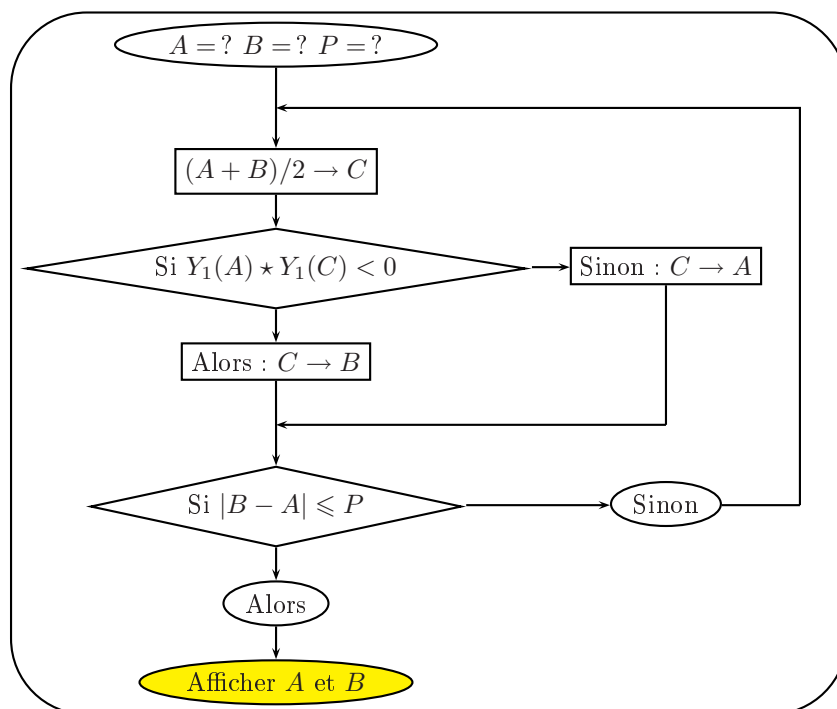 A = ? B = ? P = ?
(A + B)/2 → C
Si Y₁(A) ⋆ Y₁(C) < 0
Sinon : C → A
Alors : C → B
Si |B − A| ⩽ P
Sinon
Alors
Afficher A et B